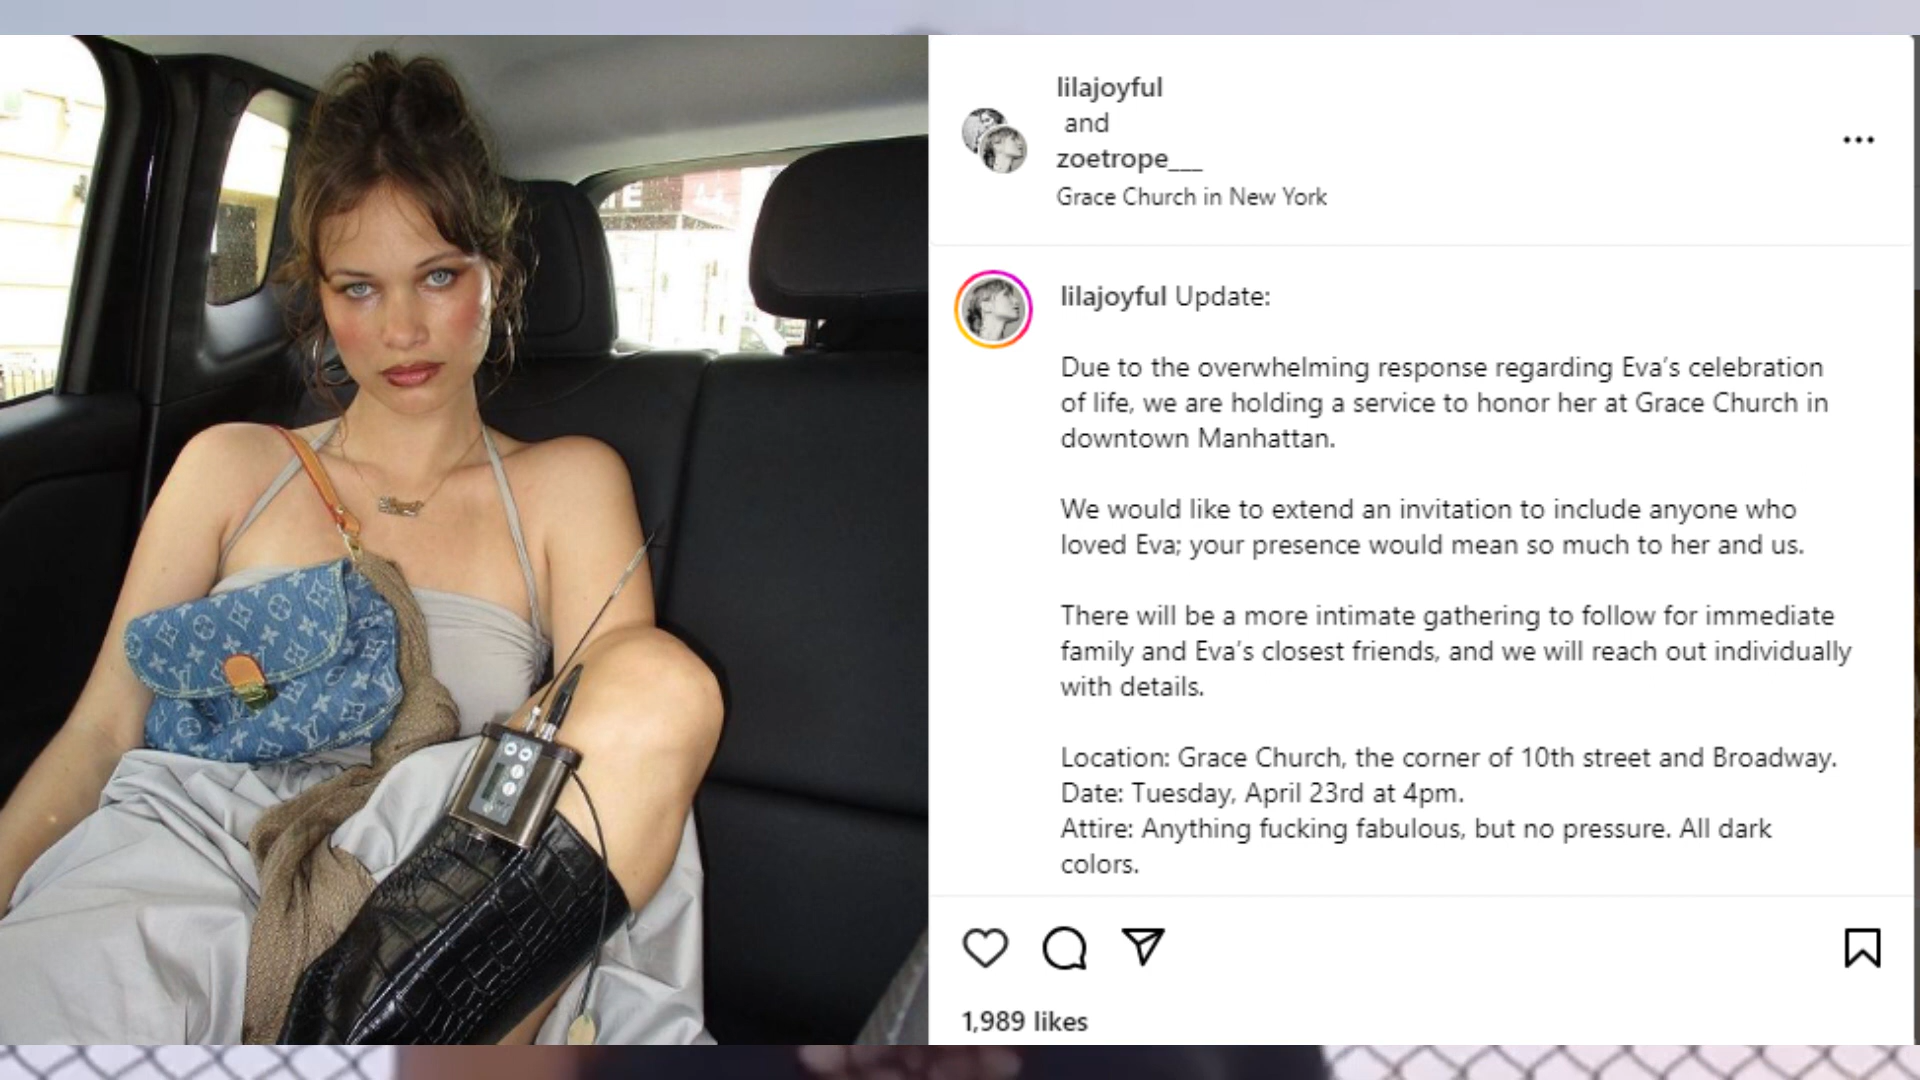 lilajoyful
and
zoetrope___
Grace Church in New York
lilajoyful Update:
Due to the overwhelming response regarding Eva’s celebration
of life, we are holding a service to honor her at Grace Church in
downtown Manhattan.
We would like to extend an invitation to include anyone who
loved Eva; your presence would mean so much to her and us.
There will be a more intimate gathering to follow for immediate
family and Eva’s closest friends, and we will reach out individually
with details.
Location: Grace Church, the corner of 10th street and Broadway.
Date: Tuesday, April 23rd at 4pm.
Attire: Anything fucking fabulous, but no pressure. All dark
colors.
1,989 likes